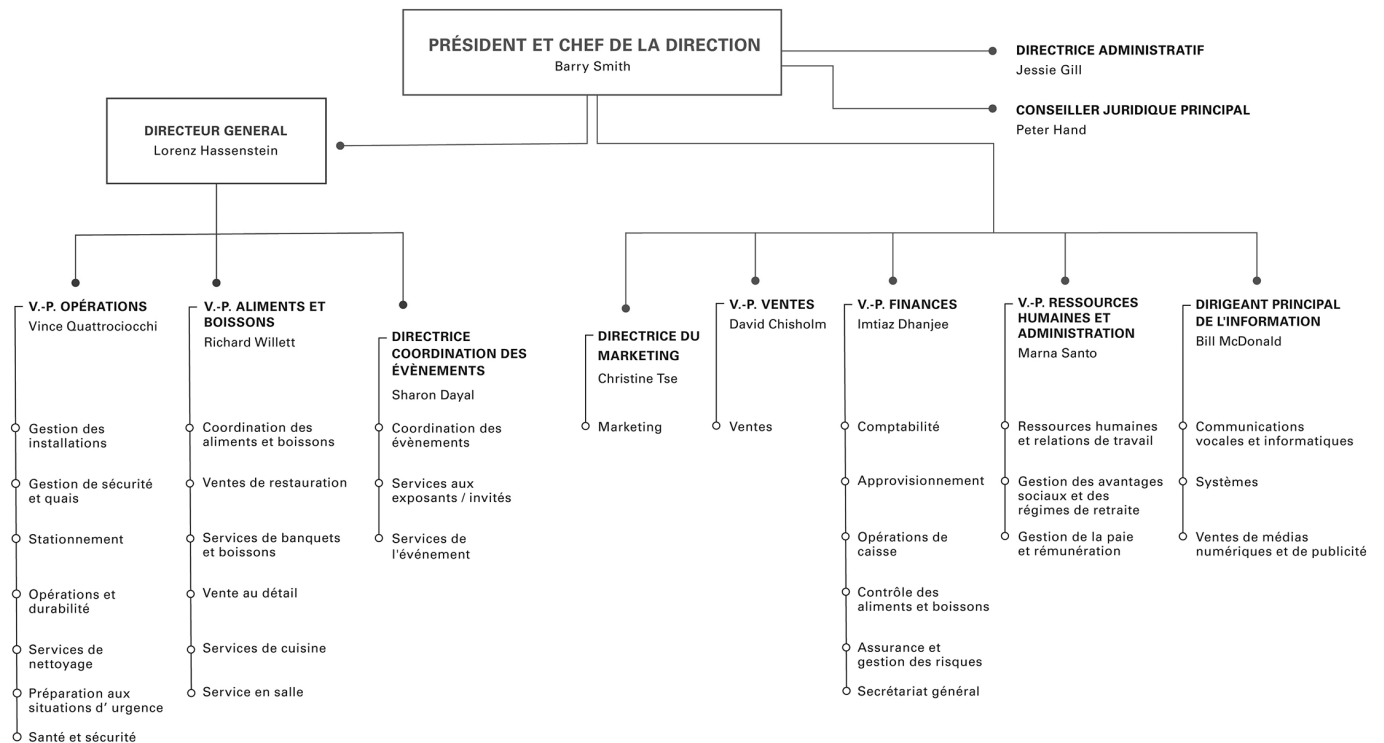 PRÉSIDENT ET CHEF DE LA DIRECTION
Barry Smith
DIRECTRICE ADMINISTRATIF
Jessie Gill
CONSEILLER JURIDIQUE PRINCIPAL
Peter Hand
DIRECTEUR GENERAL
Lorenz Hassenstein
V.-P. OPÉRATIONS
Vince Quattrociocchi
Gestion des
installations
Gestion de sécurité
et quais
Stationnement
Opérations et
durabilité
Services de
nettoyage
Préparation aux
situations d’ urgence
Santé et sécurité
V.-P. ALIMENTS ET
BOISSONS
Richard Willett
Coordination des
aliments et boissons
Ventes de restauration
Services de banquets
et boissons
Vente au détail
Services de cuisine
Service en salle
DIRECTRICE
COORDINATION DES
ÉVÈNEMENTS
Sharon Dayal
Coordination des
évènements
Services aux
exposants / invités
Services de
l'événement
DIRECTRICE DU
MARKETING
Christine Tse
Marketing
V.-P. VENTES
David Chisholm
Ventes
V.-P. FINANCES
Imtiaz Dhanjee
Comptabilité
Approvisionnement
Opérations de
caisse
Contrôle des
aliments et boissons
Assurance et
gestion des risques
Secrétariat général
V.-P. RESSOURCES
HUMAINES ET
ADMINISTRATION
Marna Santo
Ressources humaines
et relations de travail
Gestion des avantages
sociaux et des
régimes de retraite
Gestion de la paie
et rémunération
DIRIGEANT PRINCIPAL
DE L'INFORMATION
Bill McDonald
Communications
vocales et informatiques
Systèmes
Ventes de médias
numériques et de publicité